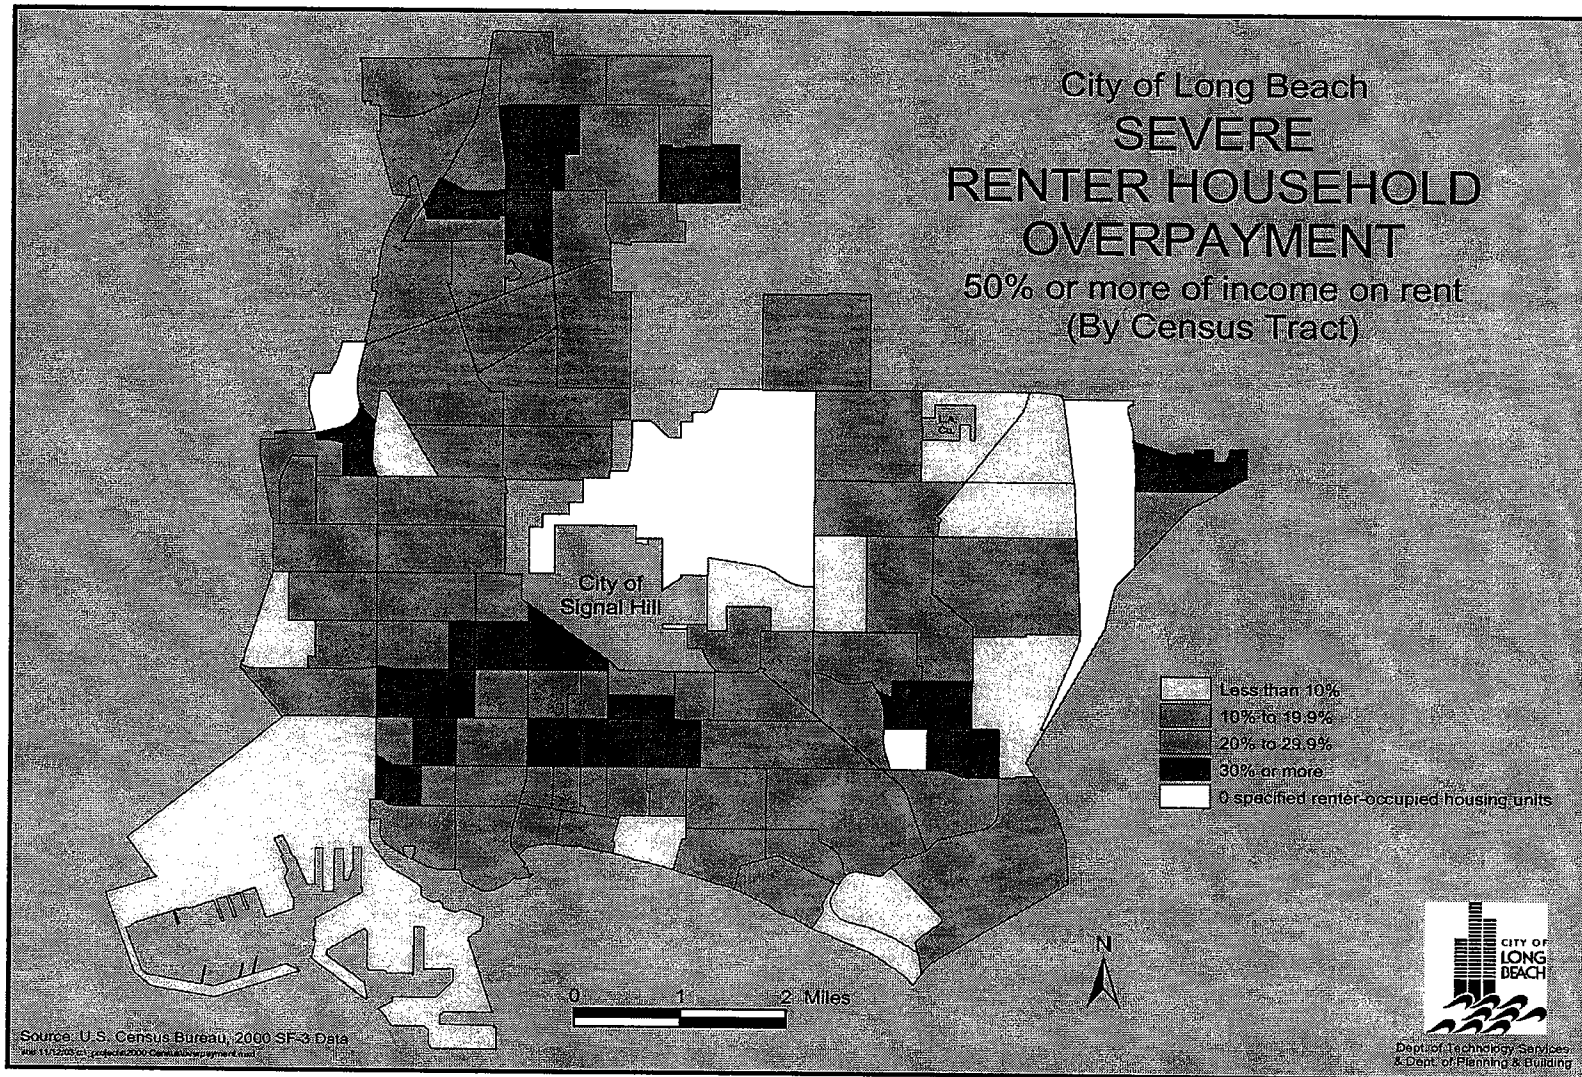 City of Long Beach
SEVERE
RENTER HOUSEHOLD
OVERPAYMENT
50% or more of income on rent
(By Census Tract)
City of
Signal Hill
Less than 10%
10% to 19.9%
20% to 29.9%
30% or more
0 specified renter-occupied housing units
N
0 1 2 Miles
CITY OF
LONG
BEACH
Source: U.S. Census Bureau, 2000 SF-3 Data
Dept. of Technology Services
& Dept. of Planning & Building